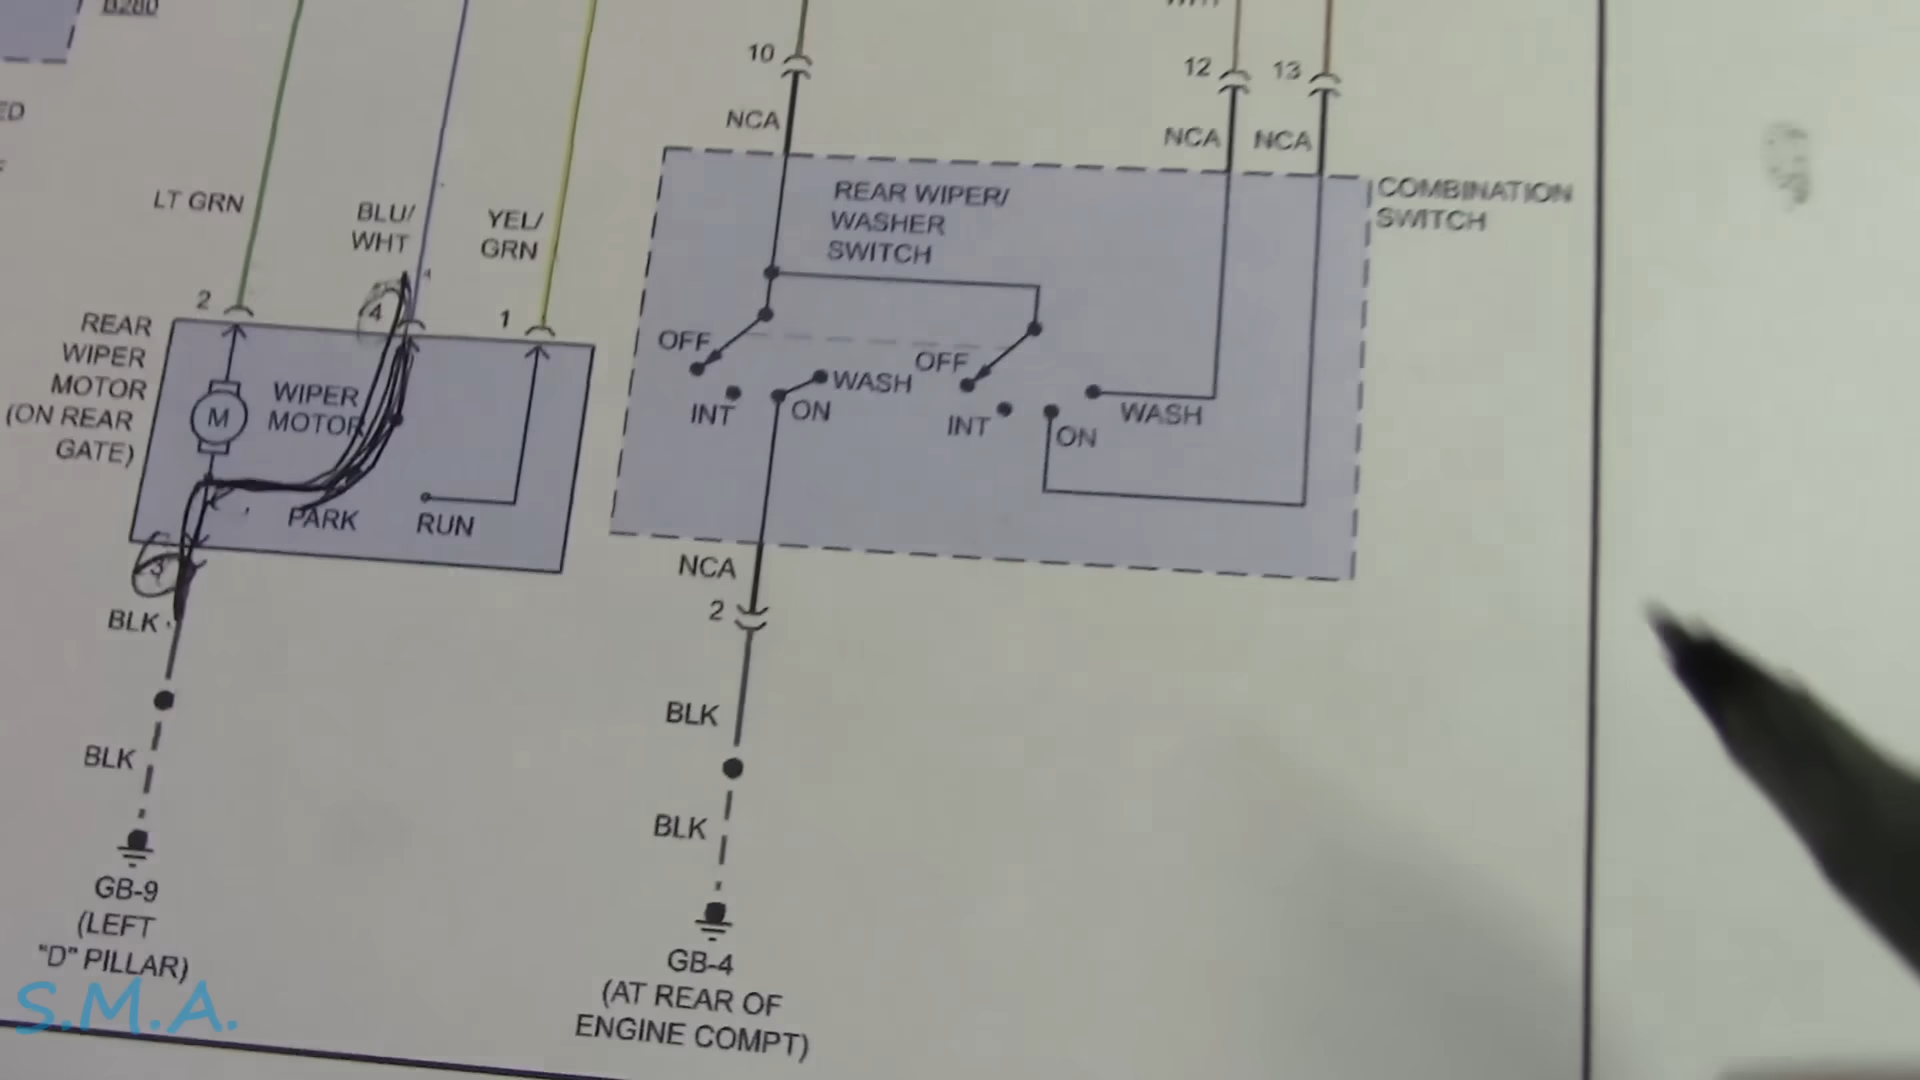 B280
ED
10
12
13
NCA
NCA
NCA
LT GRN
BLU/
WHT
YEL/
GRN
2
4
1
REAR
WIPER
MOTOR
(ON REAR
GATE)
M
WIPER
MOTOR
PARK
RUN
3
BLK
BLK
GB-9
(LEFT
"D" PILLAR)
REAR WIPER/
WASHER
SWITCH
COMBINATION
SWITCH
OFF
INT
ON
WASH
OFF
INT
ON
WASH
NCA
2
BLK
BLK
GB-4
(AT REAR OF
ENGINE COMPT)
S.M.A.